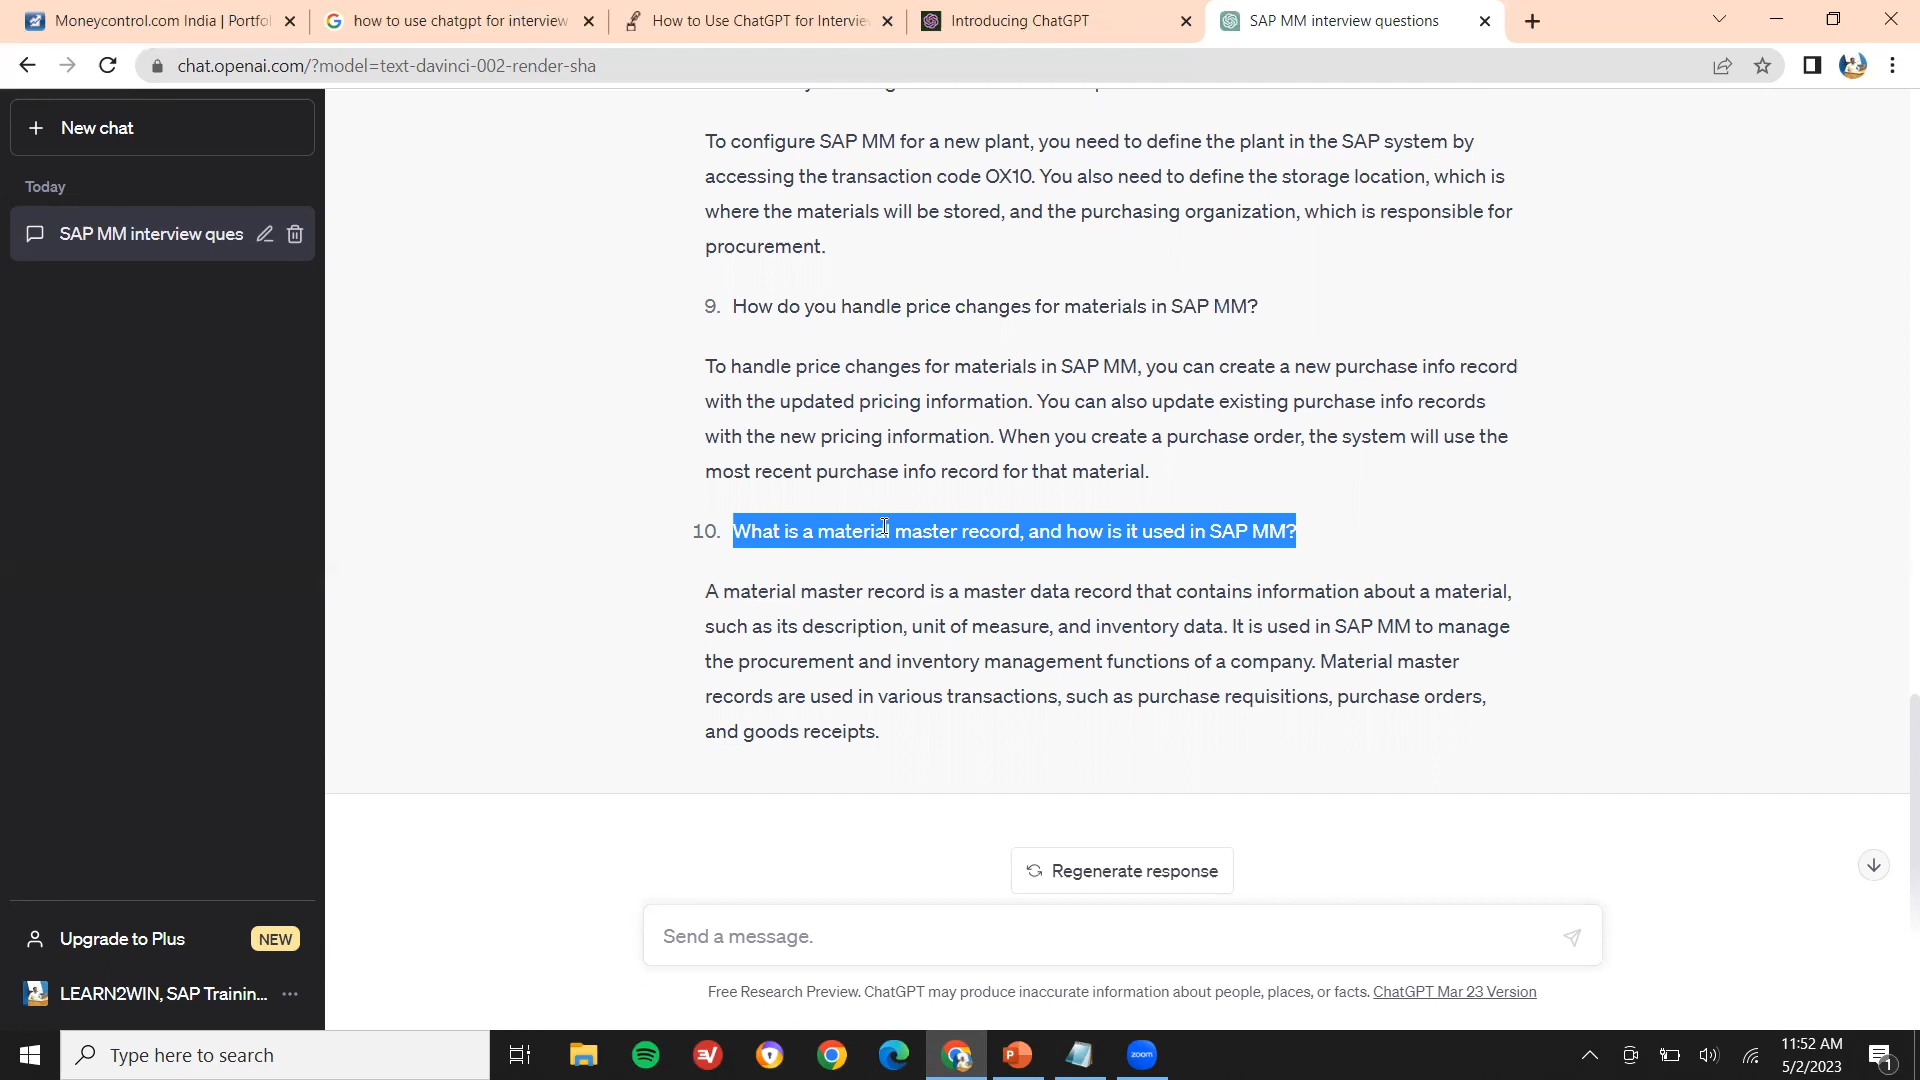 Moneycontrol.com India | Portfol
how to use chatgpt for interview
How to Use ChatGPT for Intervie
Introducing ChatGPT
SAP MM interview questions
chat.openai.com/?model=text-davinci-002-render-sha
New chat
Today
SAP MM interview ques
To configure SAP MM for a new plant, you need to define the plant in the SAP system by
accessing the transaction code OX10. You also need to define the storage location, which is
where the materials will be stored, and the purchasing organization, which is responsible for
procurement.
9. How do you handle price changes for materials in SAP MM?
To handle price changes for materials in SAP MM, you can create a new purchase info record
with the updated pricing information. You can also update existing purchase info records
with the new pricing information. When you create a purchase order, the system will use the
most recent purchase info record for that material.
10. What is a material master record, and how is it used in SAP MM?
A material master record is a master data record that contains information about a material,
such as its description, unit of measure, and inventory data. It is used in SAP MM to manage
the procurement and inventory management functions of a company. Material master
records are used in various transactions, such as purchase requisitions, purchase orders,
and goods receipts.
Regenerate response
Send a message.
Free Research Preview. ChatGPT may produce inaccurate information about people, places, or facts. ChatGPT Mar 23 Version
Upgrade to Plus NEW
LEARN2WIN, SAP Trainin...
Type here to search
zoom
11:52 AM
5/2/2023
1